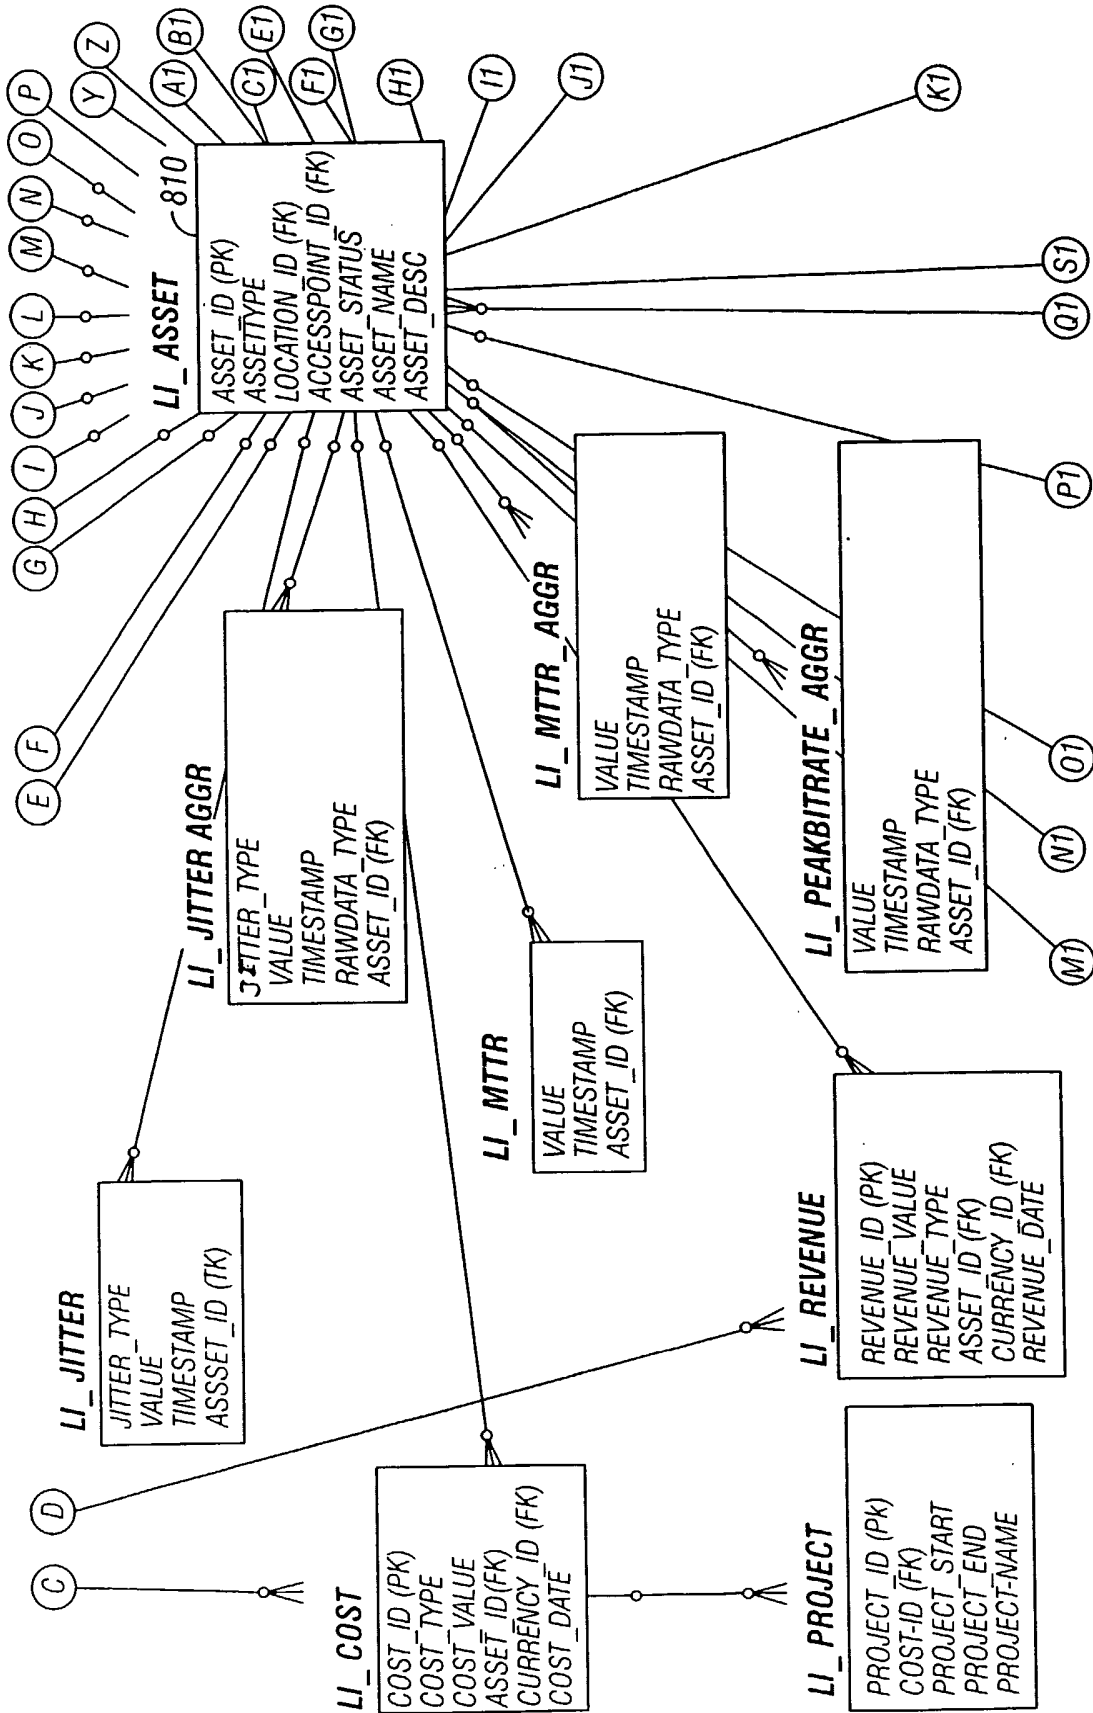 C
D
E
F
G
H
I
J
K
L
M
N
O
P
Y
Z
A1
B1
C1
E1
F1
G1
H1
I1
J1
K1
S1
Q1
P1
O1
N1
M1
810
LI_ASSET
ASSET_ID (PK)
ASSETTYPE
LOCATION_ID (FK)
ACCESSPOINT_ID (FK)
ASSET_STATUS
ASSET_NAME
ASSET_DESC
LI_JITTER
JITTER_TYPE
VALUE
TIMESTAMP
ASSSET_ID (TK)
LI_JITTER AGGR
JITTER_TYPE
VALUE
TIMESTAMP
RAWDATA_TYPE
ASSET_ID (FK)
LI_MTTR
VALUE
TIMESTAMP
ASSET_ID (FK)
LI_MTTR_AGGR
VALUE
TIMESTAMP
RAWDATA_TYPE
ASSET_ID (FK)
LI_PEAKBITRATE_AGGR
VALUE
TIMESTAMP
RAWDATA_TYPE
ASSET_ID (FK)
LI_COST
COST_ID (PK)
COST_TYPE
COST_VALUE
ASSET_ID(FK)
CURRENCY_ID (FK)
COST_DATE
LI_REVENUE
REVENUE_ID (PK)
REVENUE_VALUE
REVENUE_TYPE
ASSET_ID (FK)
CURRENCY_ID (FK)
REVENUE_DATE
LI_PROJECT
PROJECT_ID (PK)
COST-ID (FK)
PROJECT_START
PROJECT_END
PROJECT-NAME